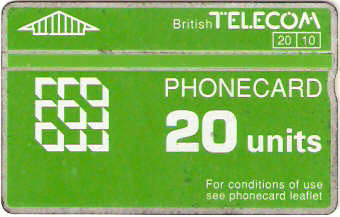 British TELECOM
20 10
PHONECARD
20 units
For conditions of use
see phonecard leaflet